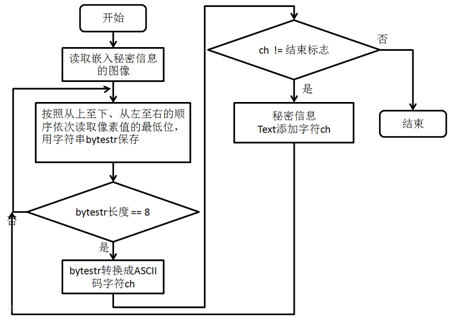 开始
读取嵌入秘密信息
的图像
按照从上至下、从左至右的顺
序依次读取像素值的最低位，
用字符串bytestr保存
bytestr长度 == 8
否
是
bytestr转换成ASCII
码字符ch
ch != 结束标志
否
是
秘密信息
Text添加字符ch
结束